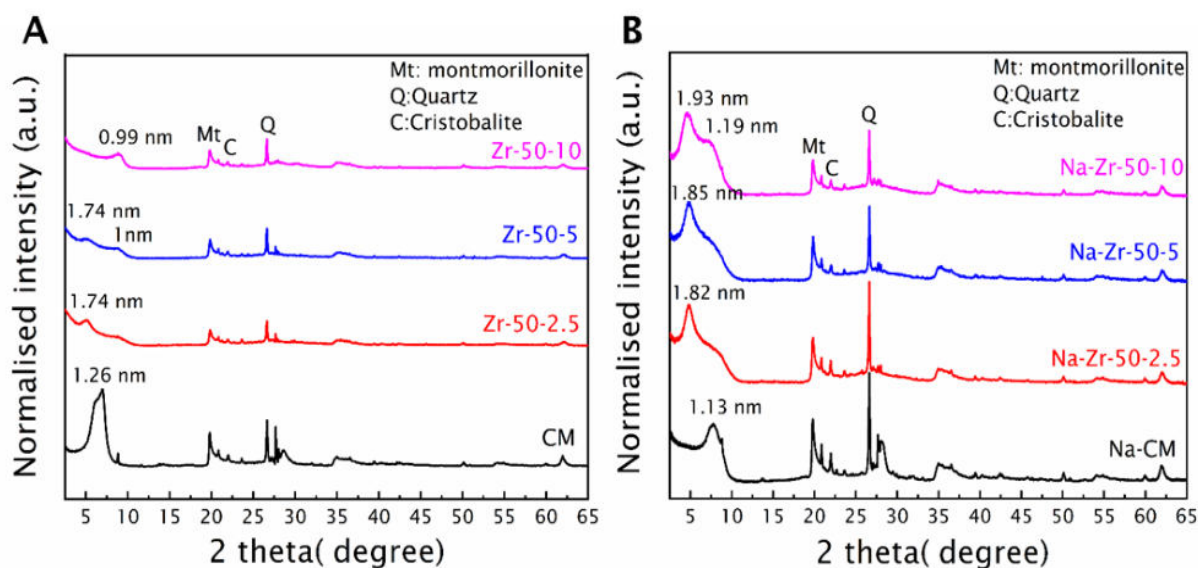 A
Normalised intensity (a.u.)
Mt: montmorillonite
Q:Quartz
C:Cristobalite
0.99 nm
Mt
C
Q
Zr-50-10
1.74 nm
1nm
Zr-50-5
1.74 nm
Zr-50-2.5
1.26 nm
CM
5 10 15 20 25 30 35 40 45 50 55 60 65
2 theta( degree)
B
Normalised intensity (a.u.)
Mt: montmorillonite
Q:Quartz
C:Cristobalite
1.93 nm
1.19 nm
Mt
C
Q
Na-Zr-50-10
1.85 nm
Na-Zr-50-5
1.82 nm
Na-Zr-50-2.5
1.13 nm
Na-CM
5 10 15 20 25 30 35 40 45 50 55 60 65
2 theta( degree)